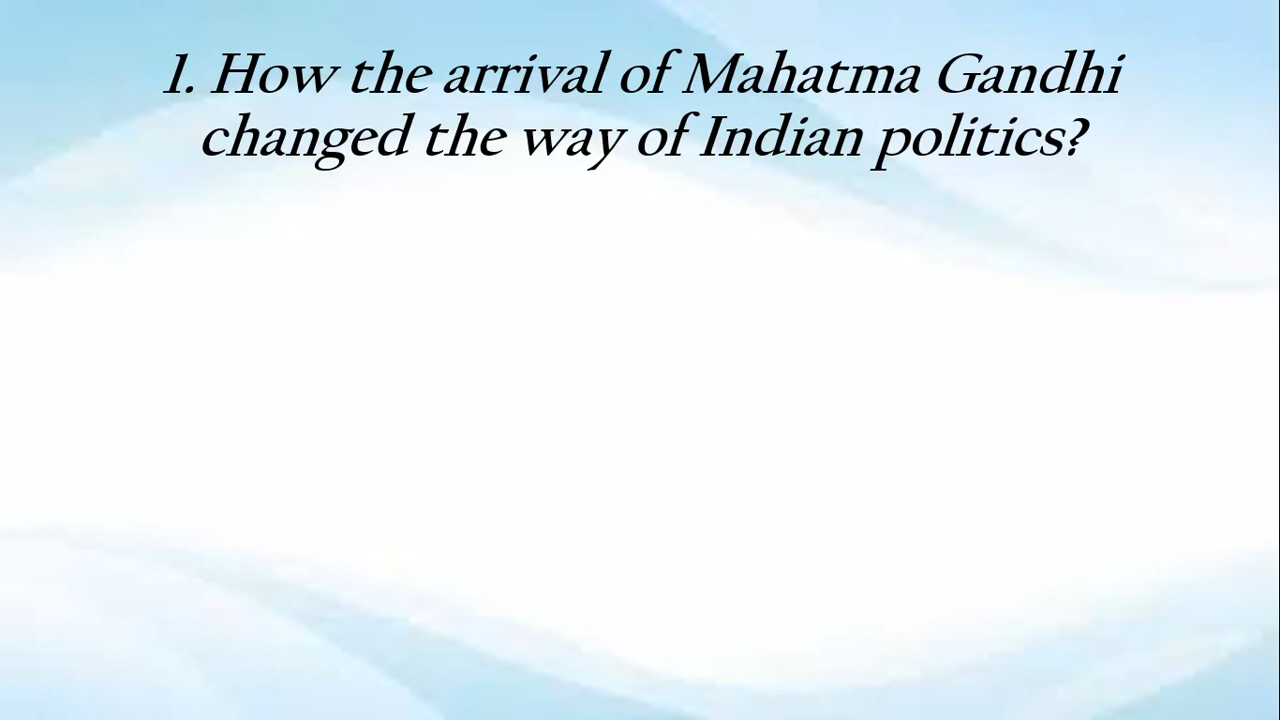 1. How the arrival of Mahatma Gandhi
changed the way of Indian politics?